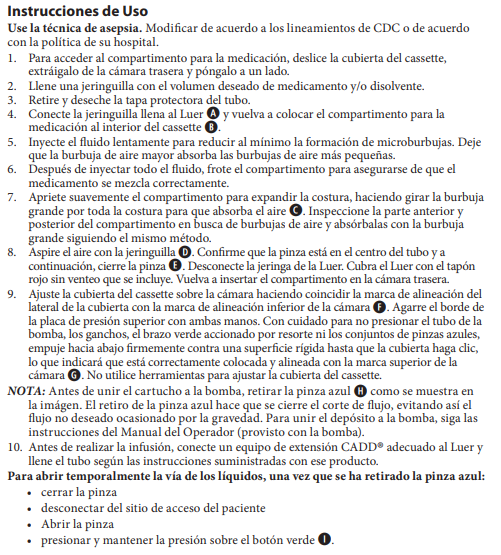 Instrucciones de Uso
Use la técnica de asepsia. Modificar de acuerdo a los lineamientos de CDC o de acuerdo
con la política de su hospital.
1. Para acceder al compartimento para la medicación, deslice la cubierta del cassette,
extráigalo de la cámara trasera y póngalo a un lado.
2. Llene una jeringuilla con el volumen deseado de medicamento y/o disolvente.
3. Retire y deseche la tapa protectora del tubo.
4. Conecte la jeringuilla llena al Luer A y vuelva a colocar el compartimento para la
medicación al interior del cassette B.
5. Inyecte el fluido lentamente para reducir al mínimo la formación de microburbujas. Deje
que la burbuja de aire mayor absorba las burbujas de aire más pequeñas.
6. Después de inyectar todo el fluido, frote el compartimento para asegurarse de que el
medicamento se mezcla correctamente.
7. Apriete suavemente el compartimento para expandir la costura, haciendo girar la burbuja
grande por toda la costura para que absorba el aire C. Inspeccione la parte anterior y
posterior del compartimento en busca de burbujas de aire y absórbalas con la burbuja
grande siguiendo el mismo método.
8. Aspire el aire con la jeringuilla D. Confirme que la pinza está en el centro del tubo y a
continuación, cierre la pinza E. Desconecte la jeringa de la Luer. Cubra el Luer con el tapón
rojo sin venteo que se incluye. Vuelva a insertar el compartimento en la cámara trasera.
9. Ajuste la cubierta del cassette sobre la cámara haciendo coincidir la marca de alineación del
lateral de la cubierta con la marca de alineación inferior de la cámara F. Agarre el borde de
la placa de presión superior con ambas manos. Con cuidado para no presionar el tubo de la
bomba, los ganchos, el brazo verde accionado por resorte ni los conjuntos de pinzas azules,
empuje hacia abajo firmemente contra una superficie rígida hasta que la cubierta haga clic,
lo que indicará que está correctamente colocada y alineada con la marca superior de la
cámara G. No utilice herramientas para ajustar la cubierta del cassette.
NOTA: Antes de unir el cartucho a la bomba, retirar la pinza azul H como se muestra en
la imágen. El retiro de la pinza azul hace que se cierre el corte de flujo, evitando así el
flujo no deseado ocasionado por la gravedad. Para unir el depósito a la bomba, siga las
instrucciones del Manual del Operador (provisto con la bomba).
10. Antes de realizar la infusión, conecte un equipo de extensión CADD® adecuado al Luer y
llene el tubo según las instrucciones suministradas con ese producto.
Para abrir temporalmente la vía de los líquidos, una vez que se ha retirado la pinza azul:
• cerrar la pinza
• desconectar del sitio de acceso del paciente
• Abrir la pinza
• presionar y mantener la presión sobre el botón verde I.